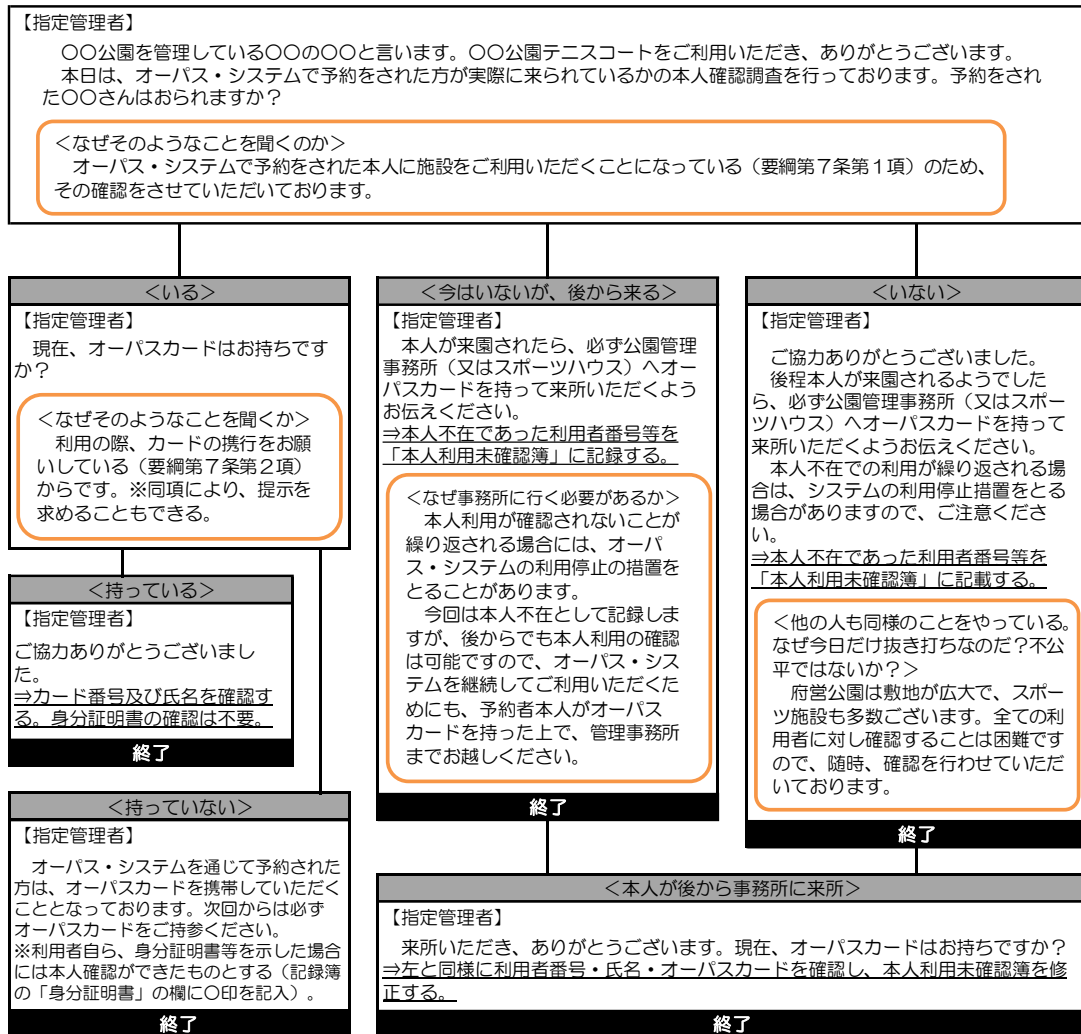 【指定管理者】
○○公園を管理している○○の○○と言います。○○公園テニスコートをご利用いただき、ありがとうございます。
本日は、オーパス・システムで予約をされた方が実際に来られているかの本人確認調査を行っております。予約をされ
た○○さんはおられますか？
＜なぜそのようなことを聞くのか＞
オーパス・システムで予約をされた本人に施設をご利用いただくことになっている（要綱第７条第１項）のため、
その確認をさせていただいております。
＜いる＞
【指定管理者】
現在、オーパスカードはお持ちです
か？
＜なぜそのようなことを聞くか＞
利用の際、カードの携行をお願
いしている（要綱第７条第２項）
からです。※同項により、提示を
求めることもできる。
＜持っている＞
【指定管理者】
ご協力ありがとうございまし
た。
⇒カード番号及び氏名を確認す
る。身分証明書の確認は不要。
終了
＜持っていない＞
【指定管理者】
オーパス・システムを通じて予約された
方は、オーパスカードを携帯していただく
こととなっております。次回からは必ず
オーパスカードをご持参ください。
※利用者自ら、身分証明書等を示した場合
には本人確認ができたものとする（記録簿
の「身分証明書」の欄に○印を記入）。
終了
＜今はいないが、後から来る＞
【指定管理者】
本人が来園されたら、必ず公園管理
事務所（又はスポーツハウス）へオー
パスカードを持って来所いただくよう
お伝えください。
⇒本人不在であった利用者番号等を
「本人利用未確認簿」に記録する。
＜なぜ事務所に行く必要があるか＞
本人利用が確認されないことが
繰り返される場合には、オーパ
ス・システムの利用停止の措置を
とることがあります。
今回は本人不在として記録しま
すが、後からでも本人利用の確認
は可能ですので、オーパス・シス
テムを継続してご利用いただくた
めにも、予約者本人がオーパス
カードを持った上で、管理事務所
までお越しください。
終了
＜いない＞
【指定管理者】
ご協力ありがとうございました。
後程本人が来園されるようでした
ら、必ず公園管理事務所（又はスポー
ツハウス）へオーパスカードを持って
来所いただくようお伝えください。
本人不在での利用が繰り返される場
合は、システムの利用停止措置をとる
場合がありますので、ご注意くださ
い。
⇒本人不在であった利用者番号等を
「本人利用未確認簿」に記載する。
＜他の人も同様のことをやっている。
なぜ今日だけ抜き打ちなのだ？不公
平ではないか？＞
府営公園は敷地が広大で、スポー
ツ施設も多数ございます。全ての利
用者に対し確認することは困難です
ので、随時、確認を行わせていただ
いております。
終了
＜本人が後から事務所に来所＞
【指定管理者】
来所いただき、ありがとうございます。現在、オーパスカードはお持ちですか？
⇒左と同様に利用者番号・氏名・オーパスカードを確認し、本人利用未確認簿を修
正する。
終了